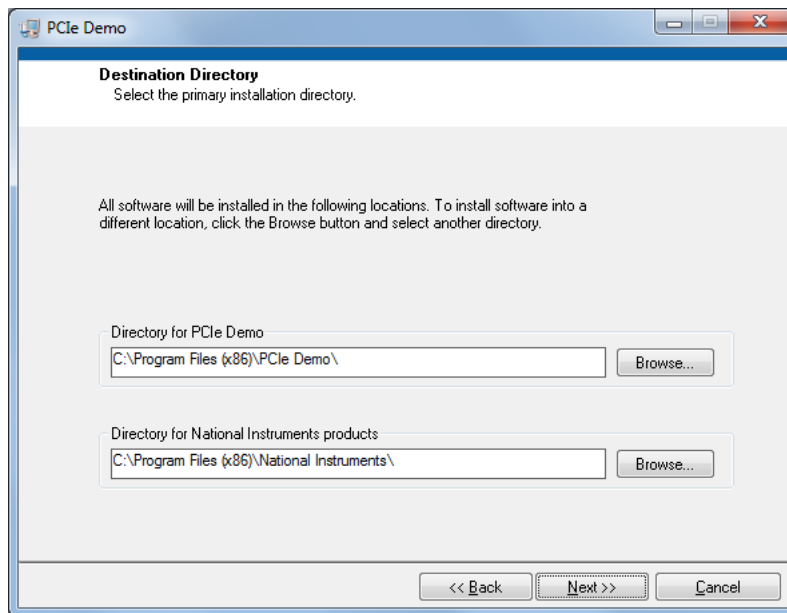 PCIe Demo
Destination Directory
Select the primary installation directory.
All software will be installed in the following locations. To install software into a
different location, click the Browse button and select another directory.
Directory for PCIe Demo
C:\Program Files (x86)\PCIe Demo\
Browse...
Directory for National Instruments products
C:\Program Files (x86)\National Instruments\
Browse...
<< Back
Next >>
Cancel